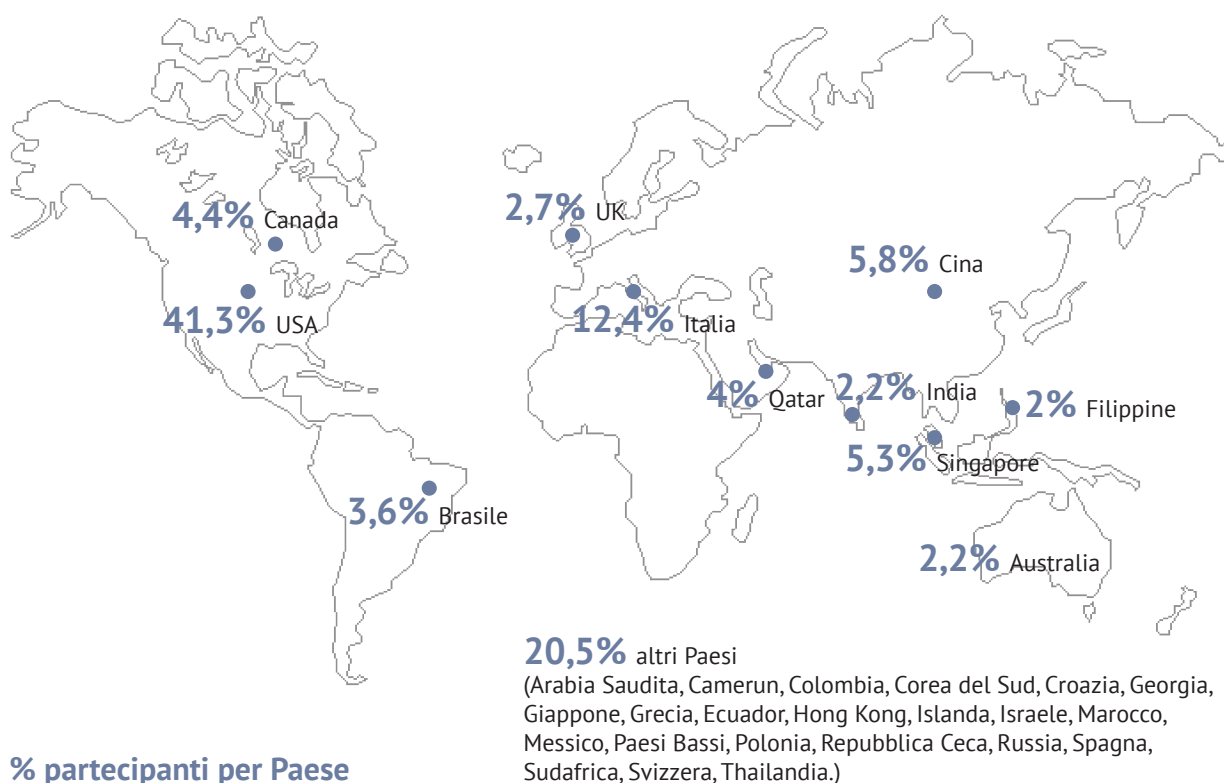 4,4% Canada
2,7% UK
5,8% Cina
41,3% USA
12,4% Italia
4% Qatar
2,2% India
2% Filippine
5,3% Singapore
3,6% Brasile
2,2% Australia
20,5% altri Paesi
(Arabia Saudita, Camerun, Colombia, Corea del Sud, Croazia, Georgia,
Giappone, Grecia, Ecuador, Hong Kong, Islanda, Israele, Marocco,
Messico, Paesi Bassi, Polonia, Repubblica Ceca, Russia, Spagna,
Sudafrica, Svizzera, Thailandia.)
% partecipanti per Paese